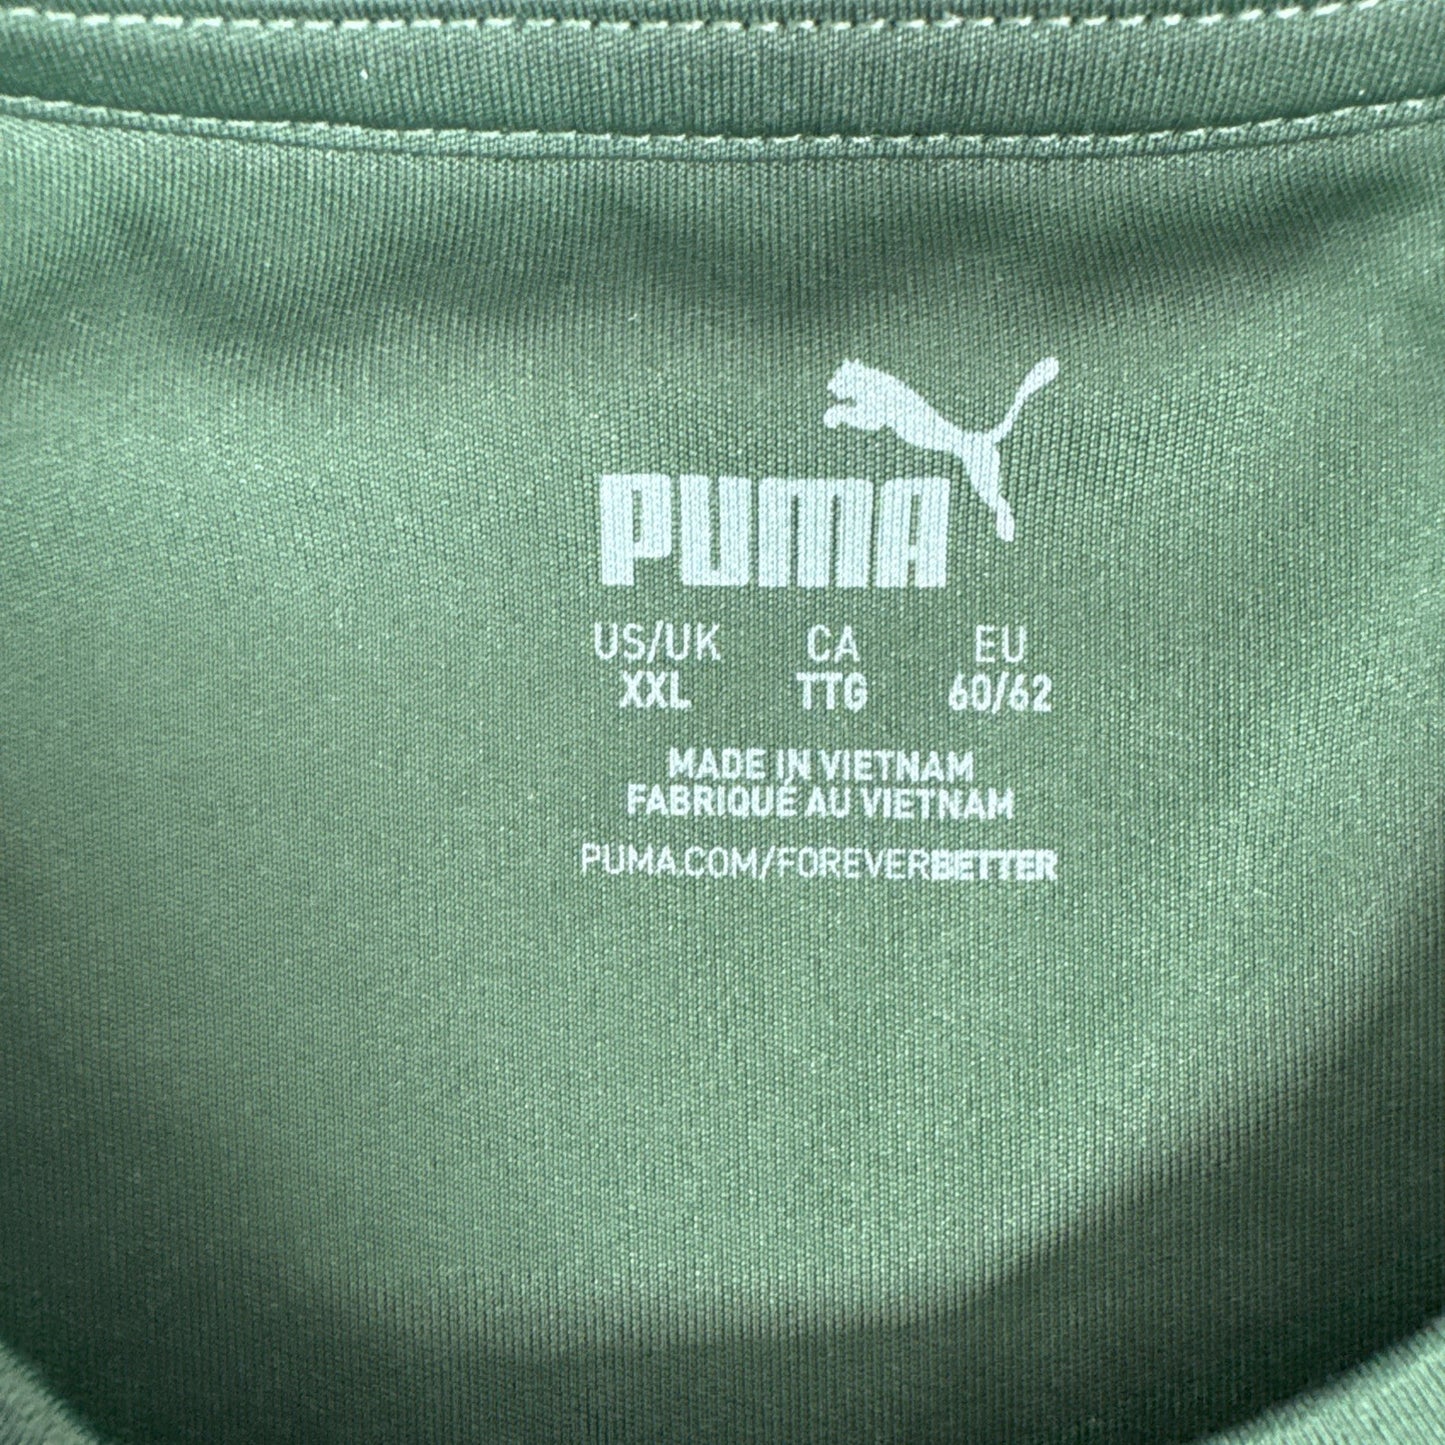 PUMA
US/UK CA EU
XXL TTG 60/62
MADE IN VIETNAM
FABRIQUÉ AU VIETNAM
PUMA.COM/FOREVERBETTER